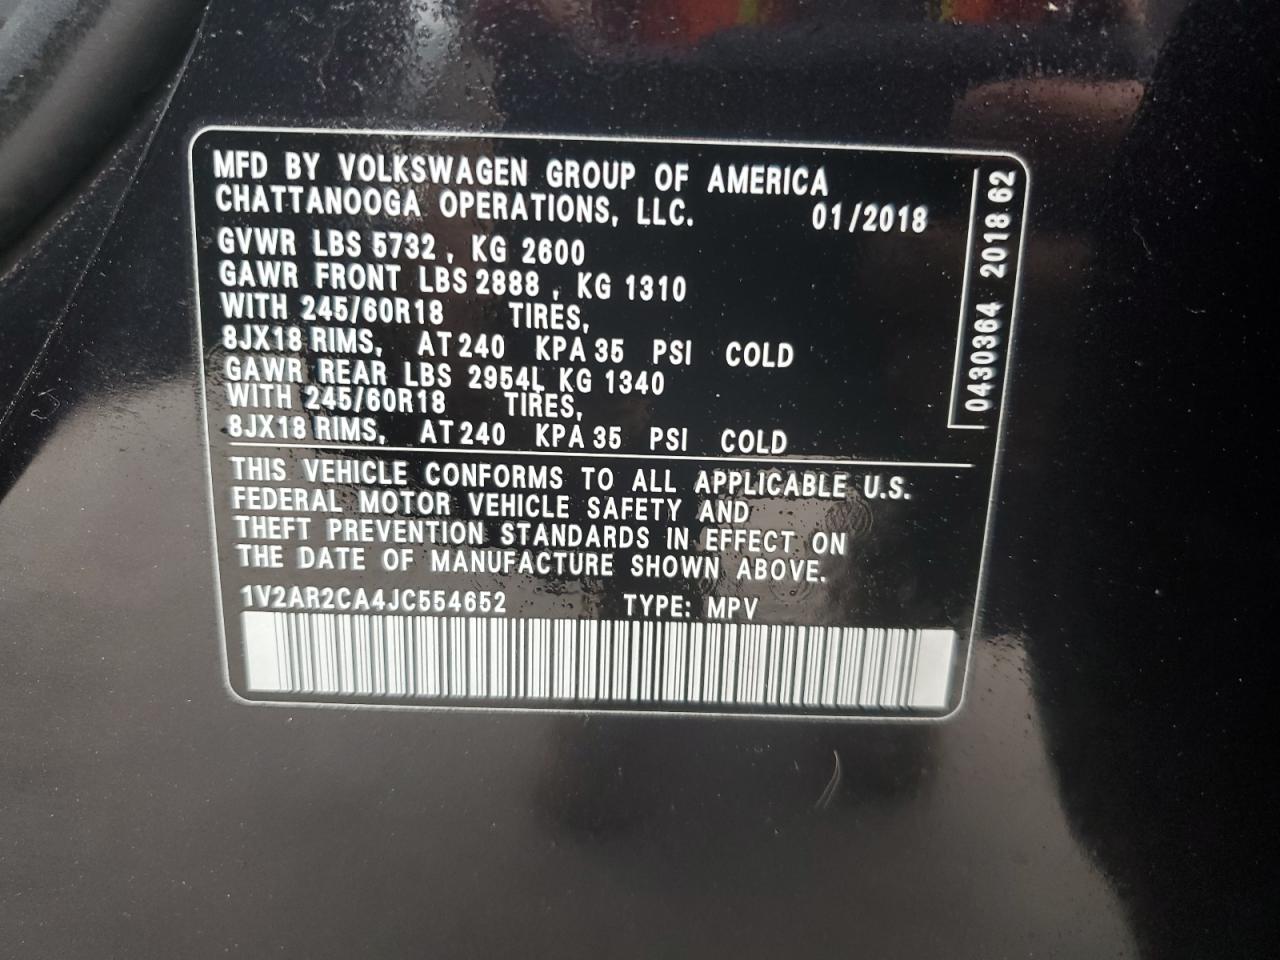 MFD BY VOLKSWAGEN GROUP OF AMERICA
CHATTANOOGA OPERATIONS, LLC. 01/2018
GVWR LBS 5732 , KG 2600
GAWR FRONT LBS 2888 , KG 1310
WITH 245/60R18 TIRES,
8JX18 RIMS, AT 240 KPA 35 PSI COLD
GAWR REAR LBS 2954L KG 1340
WITH 245/60R18 TIRES,
8JX18 RIMS, AT 240 KPA 35 PSI COLD
THIS VEHICLE CONFORMS TO ALL APPLICABLE U.S.
FEDERAL MOTOR VEHICLE SAFETY AND
THEFT PREVENTION STANDARDS IN EFFECT ON
THE DATE OF MANUFACTURE SHOWN ABOVE.
1V2AR2CA4JC554652 TYPE: MPV
0430364 2018 62